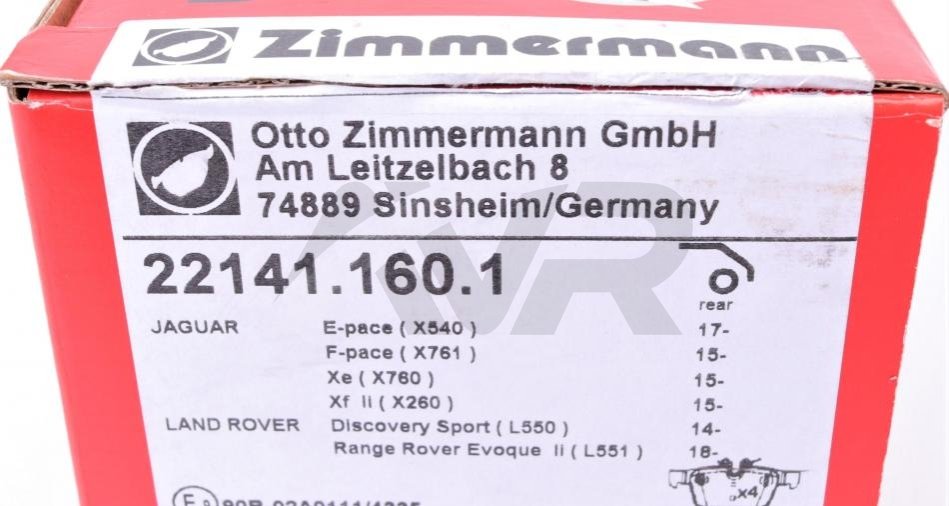 Zimmermann
Otto Zimmermann GmbH
Am Leitzelbach 8
74889 Sinsheim/Germany
iVR
22141.160.1
rear
JAGUAR E-pace ( X540 ) 17-
F-pace ( X761 ) 15-
Xe ( X760 ) 15-
Xf Ii ( X260 ) 15-
LAND ROVER Discovery Sport ( L550 ) 14-
Range Rover Evoque Ii ( L551 ) 18-
x4